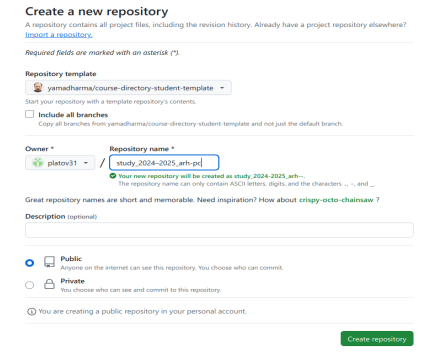 Create a new repository
A repository contains all project files, including the revision history. Already have a project repository elsewhere?
Import a repository.
Required fields are marked with an asterisk (*).
Repository template
yamadharma/course-directory-student-template
Start your repository with a template repository's contents.
Include all branches
Copy all branches from yamadharma/course-directory-student-template and not just the default branch.
Owner * Repository name *
platov31 / study_2024–2025_arh-pc
Your new repository will be created as study_2024-2025_arh--.
The repository name can only contain ASCII letters, digits, and the characters ., -, and _.
Great repository names are short and memorable. Need inspiration? How about crispy-octo-chainsaw ?
Description (optional)
Public
Anyone on the internet can see this repository. You choose who can commit.
Private
You choose who can see and commit to this repository.
You are creating a public repository in your personal account.
Create repository